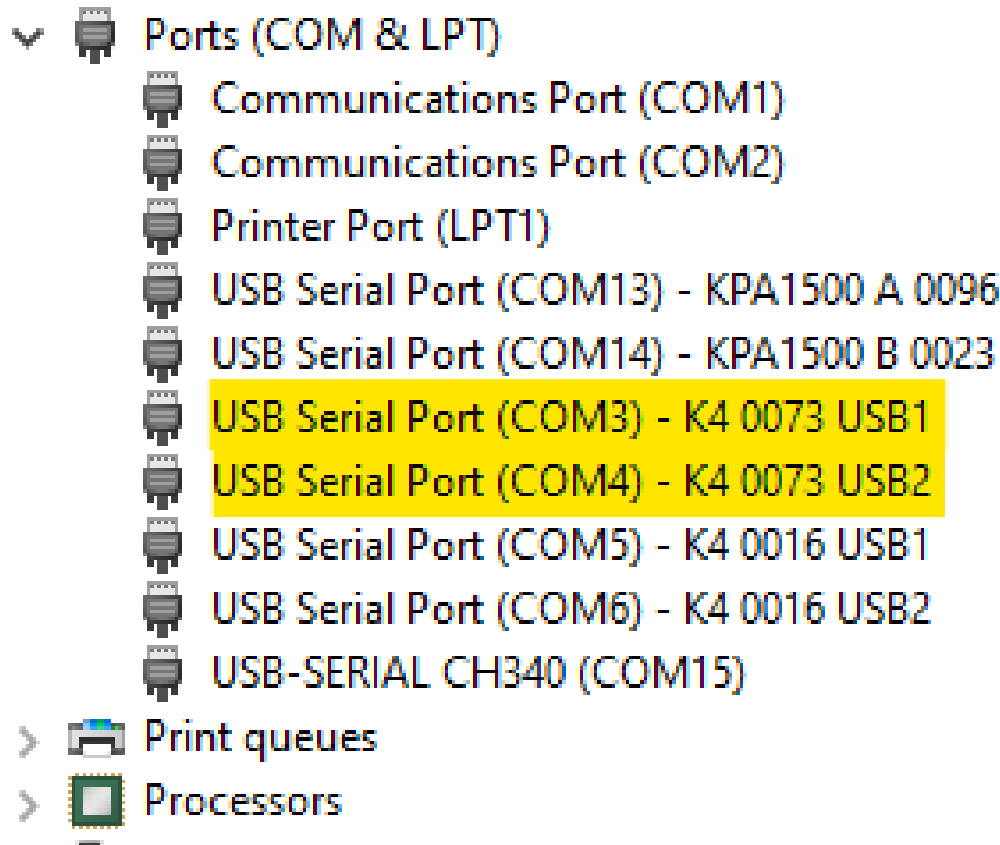 Ports (COM & LPT)
Communications Port (COM1)
Communications Port (COM2)
Printer Port (LPT1)
USB Serial Port (COM13) - KPA1500 A 0096
USB Serial Port (COM14) - KPA1500 B 0023
USB Serial Port (COM3) - K4 0073 USB1
USB Serial Port (COM4) - K4 0073 USB2
USB Serial Port (COM5) - K4 0016 USB1
USB Serial Port (COM6) - K4 0016 USB2
USB-SERIAL CH340 (COM15)
Print queues
Processors